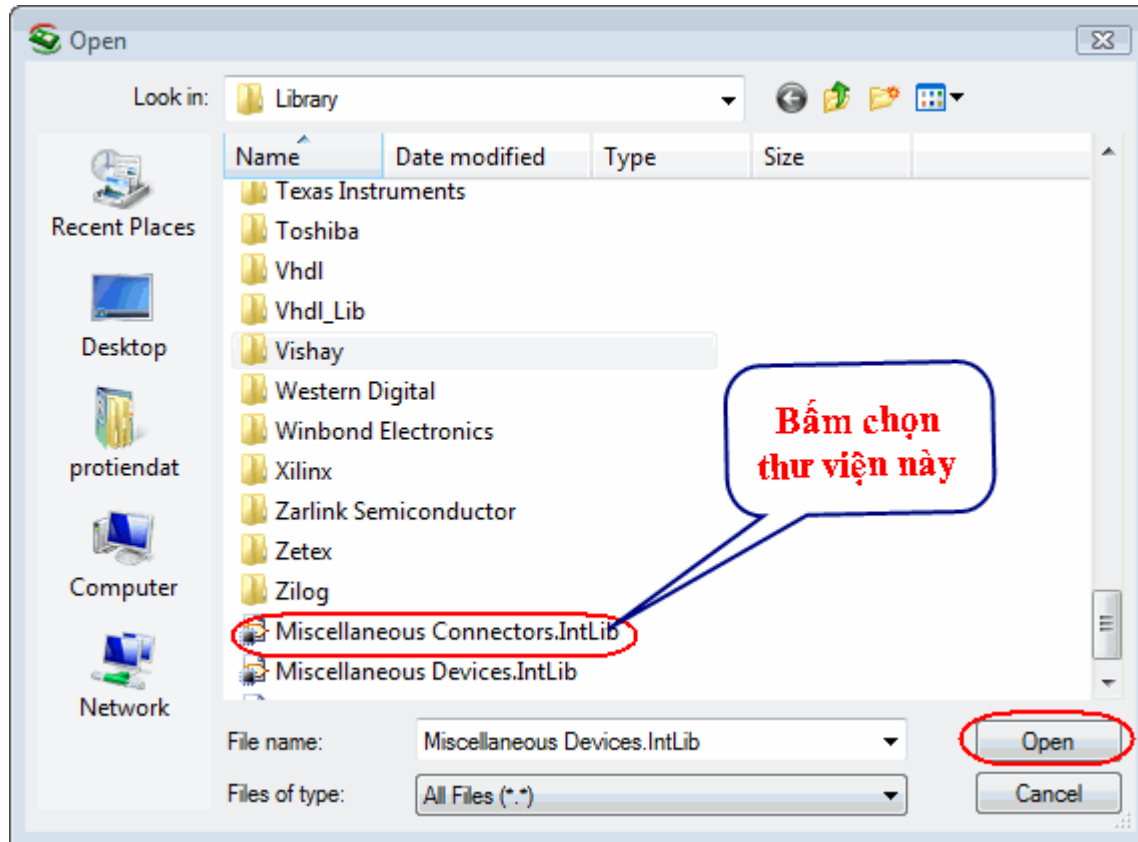 Open
Look in:
Library
Name
Date modified
Type
Size
Recent Places
Desktop
protiendat
Computer
Network
Texas Instruments
Toshiba
Vhdl
Vhdl_Lib
Vishay
Western Digital
Winbond Electronics
Xilinx
Zarlink Semiconductor
Zetex
Zilog
Miscellaneous Connectors.IntLib
Miscellaneous Devices.IntLib
Bấm chọn
thư viện này
File name:
Miscellaneous Devices.IntLib
Open
Files of type:
All Files (*.*)
Cancel